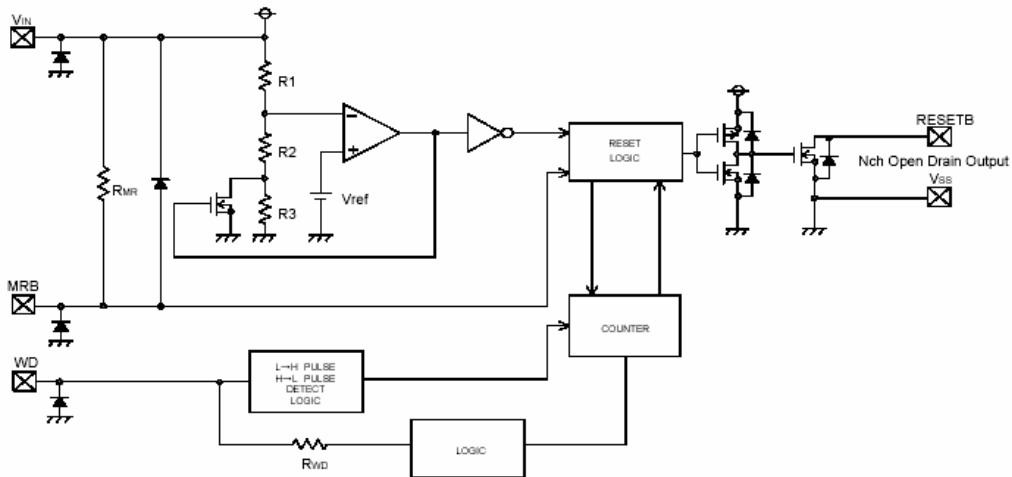 VIN
R1
R2
R3
RMR
Vref
RESET
LOGIC
RESETB
Nch Open Drain Output
VSS
MRB
COUNTER
WD
L→H PULSE
H→L PULSE
DETECT
LOGIC
RWD
LOGIC